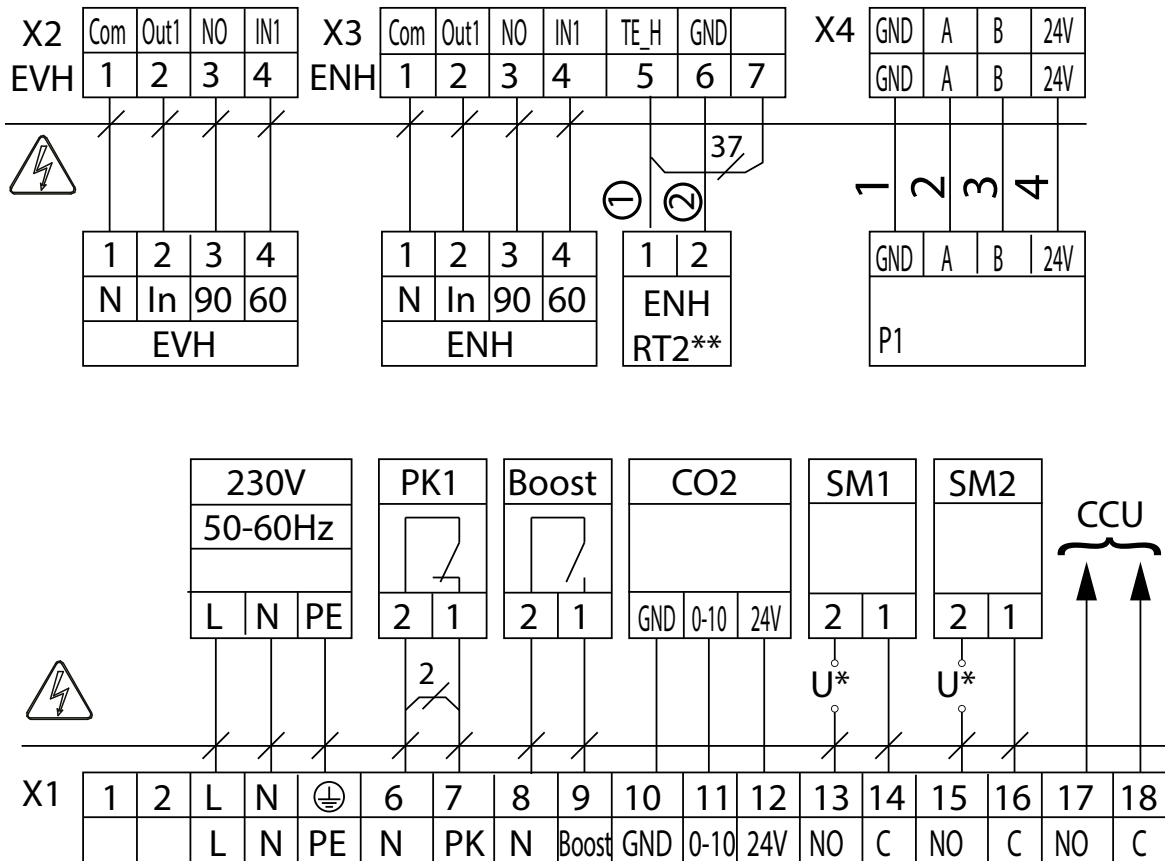 X2 Com Out1 NO IN1 X3 Com Out1 NO IN1 TE_H GND X4 GND A B 24V
EVH 1 2 3 4 ENH 1 2 3 4 5 6 7 GND A B 24V
37
1 2 1 2 3 4
1 2 3 4 1 2 3 4 1 2 GND A B 24V
N In 90 60 N In 90 60 ENH
EVH ENH RT2** P1
230V PK1 Boost CO2 SM1 SM2
50-60Hz CCU
L N PE 2 1 2 1 GND 0-10 24V 2 1 2 1
2 U* U*
X1 1 2 L N 6 7 8 9 10 11 12 13 14 15 16 17 18
L N PE N PK N Boost GND 0-10 24V NO C NO C NO C